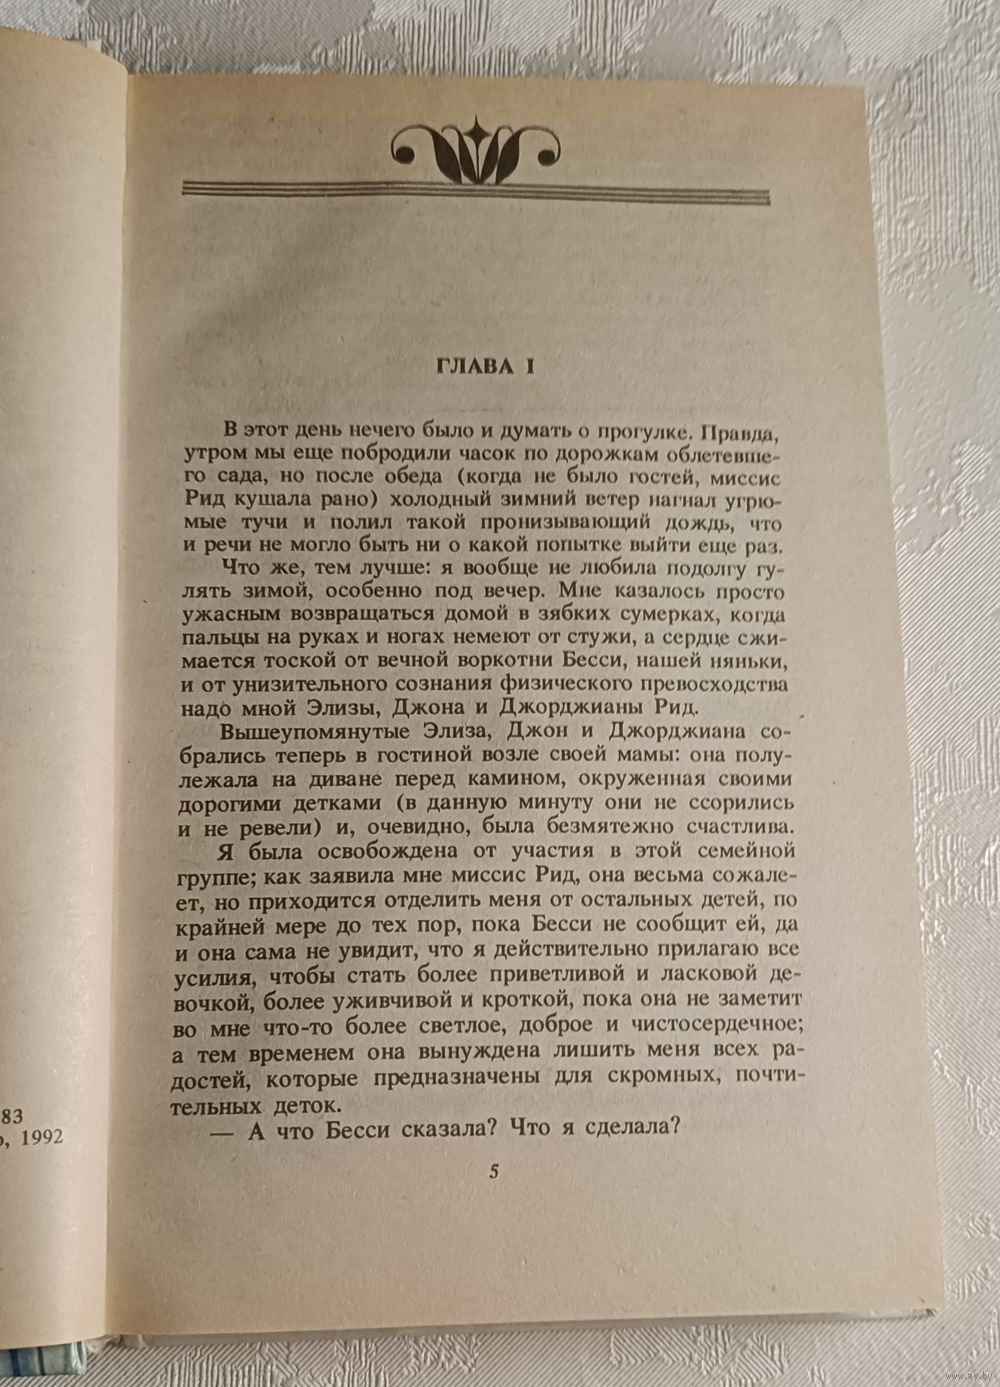 ГЛАВА I
В этот день нечего было и думать о прогулке. Правда,
утром мы еще побродили часок по дорожкам облетевше-
го сада, но после обеда (когда не было гостей, миссис
Рид кушала рано) холодный зимний ветер нагнал угрю-
мые тучи и полил такой пронизывающий дождь, что
и речи не могло быть ни о какой попытке выйти еще раз.
Что же, тем лучше: я вообще не любила подолгу гу-
лять зимой, особенно под вечер. Мне казалось просто
ужасным возвращаться домой в зябких сумерках, когда
пальцы на руках и ногах немеют от стужи, а сердце сжи-
мается тоской от вечной воркотни Бесси, нашей няньки,
и от унизительного сознания физического превосходства
надо мной Элизы, Джона и Джорджианы Рид.
Вышеупомянутые Элиза, Джон и Джорджиана со-
брались теперь в гостиной возле своей мамы: она полу-
лежала на диване перед камином, окруженная своими
дорогими детками (в данную минуту они не ссорились
и не ревели) и, очевидно, была безмятежно счастлива.
Я была освобождена от участия в этой семейной
группе; как заявила мне миссис Рид, она весьма сожале-
ет, но приходится отделить меня от остальных детей, по
крайней мере до тех пор, пока Бесси не сообщит ей, да
и она сама не увидит, что я действительно прилагаю все
усилия, чтобы стать более приветливой и ласковой де-
вочкой, более уживчивой и кроткой, пока она не заметит
во мне что-то более светлое, доброе и чистосердечное;
а тем временем она вынуждена лишить меня всех ра-
достей, которые предназначены для скромных, почти-
тельных деток.
— А что Бесси сказала? Что я сделала?
5
83
, 1992
www.ay.by